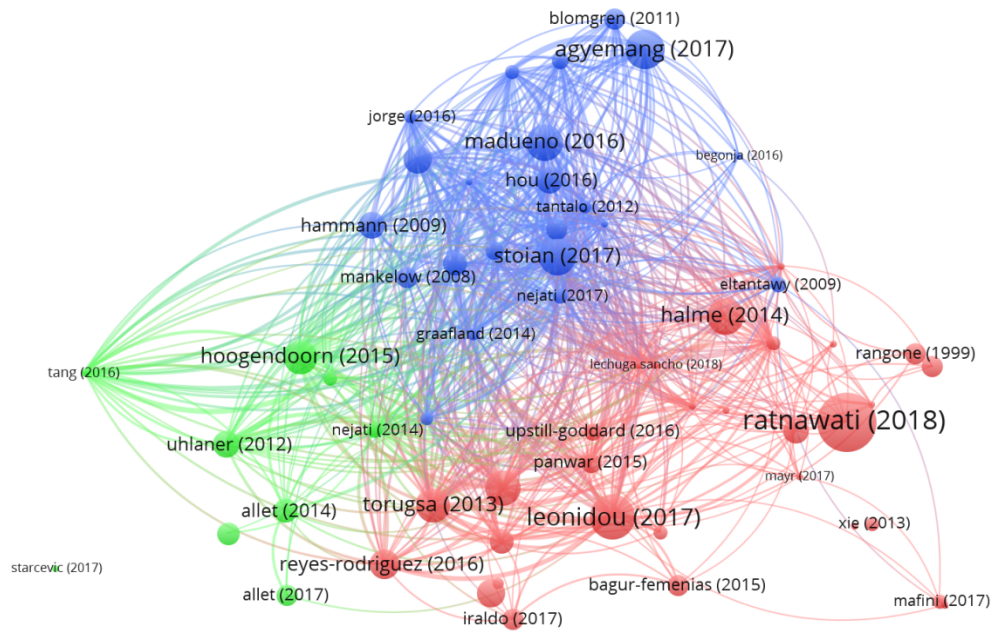 blomgren (2011)
agyemang (2017)
jorge (2016)
madueno (2016)
begonja (2016)
hou (2016)
tantalo (2012)
hammann (2009)
stoian (2017)
mankelow (2008)
eltantawy (2009)
nejati (2017)
halme (2014)
graafland (2014)
hoogendoorn (2015)
rangone (1999)
lechuga sancho (2018)
tang (2016)
ratnawati (2018)
nejati (2014)
upstill-goddard (2016)
uhlaner (2012)
panwar (2015)
mayr (2017)
torugsa (2013)
allet (2014)
leonidou (2017)
xie (2013)
reyes-rodriguez (2016)
starcevic (2017)
bagur-femenias (2015)
allet (2017)
mafini (2017)
iraldo (2017)